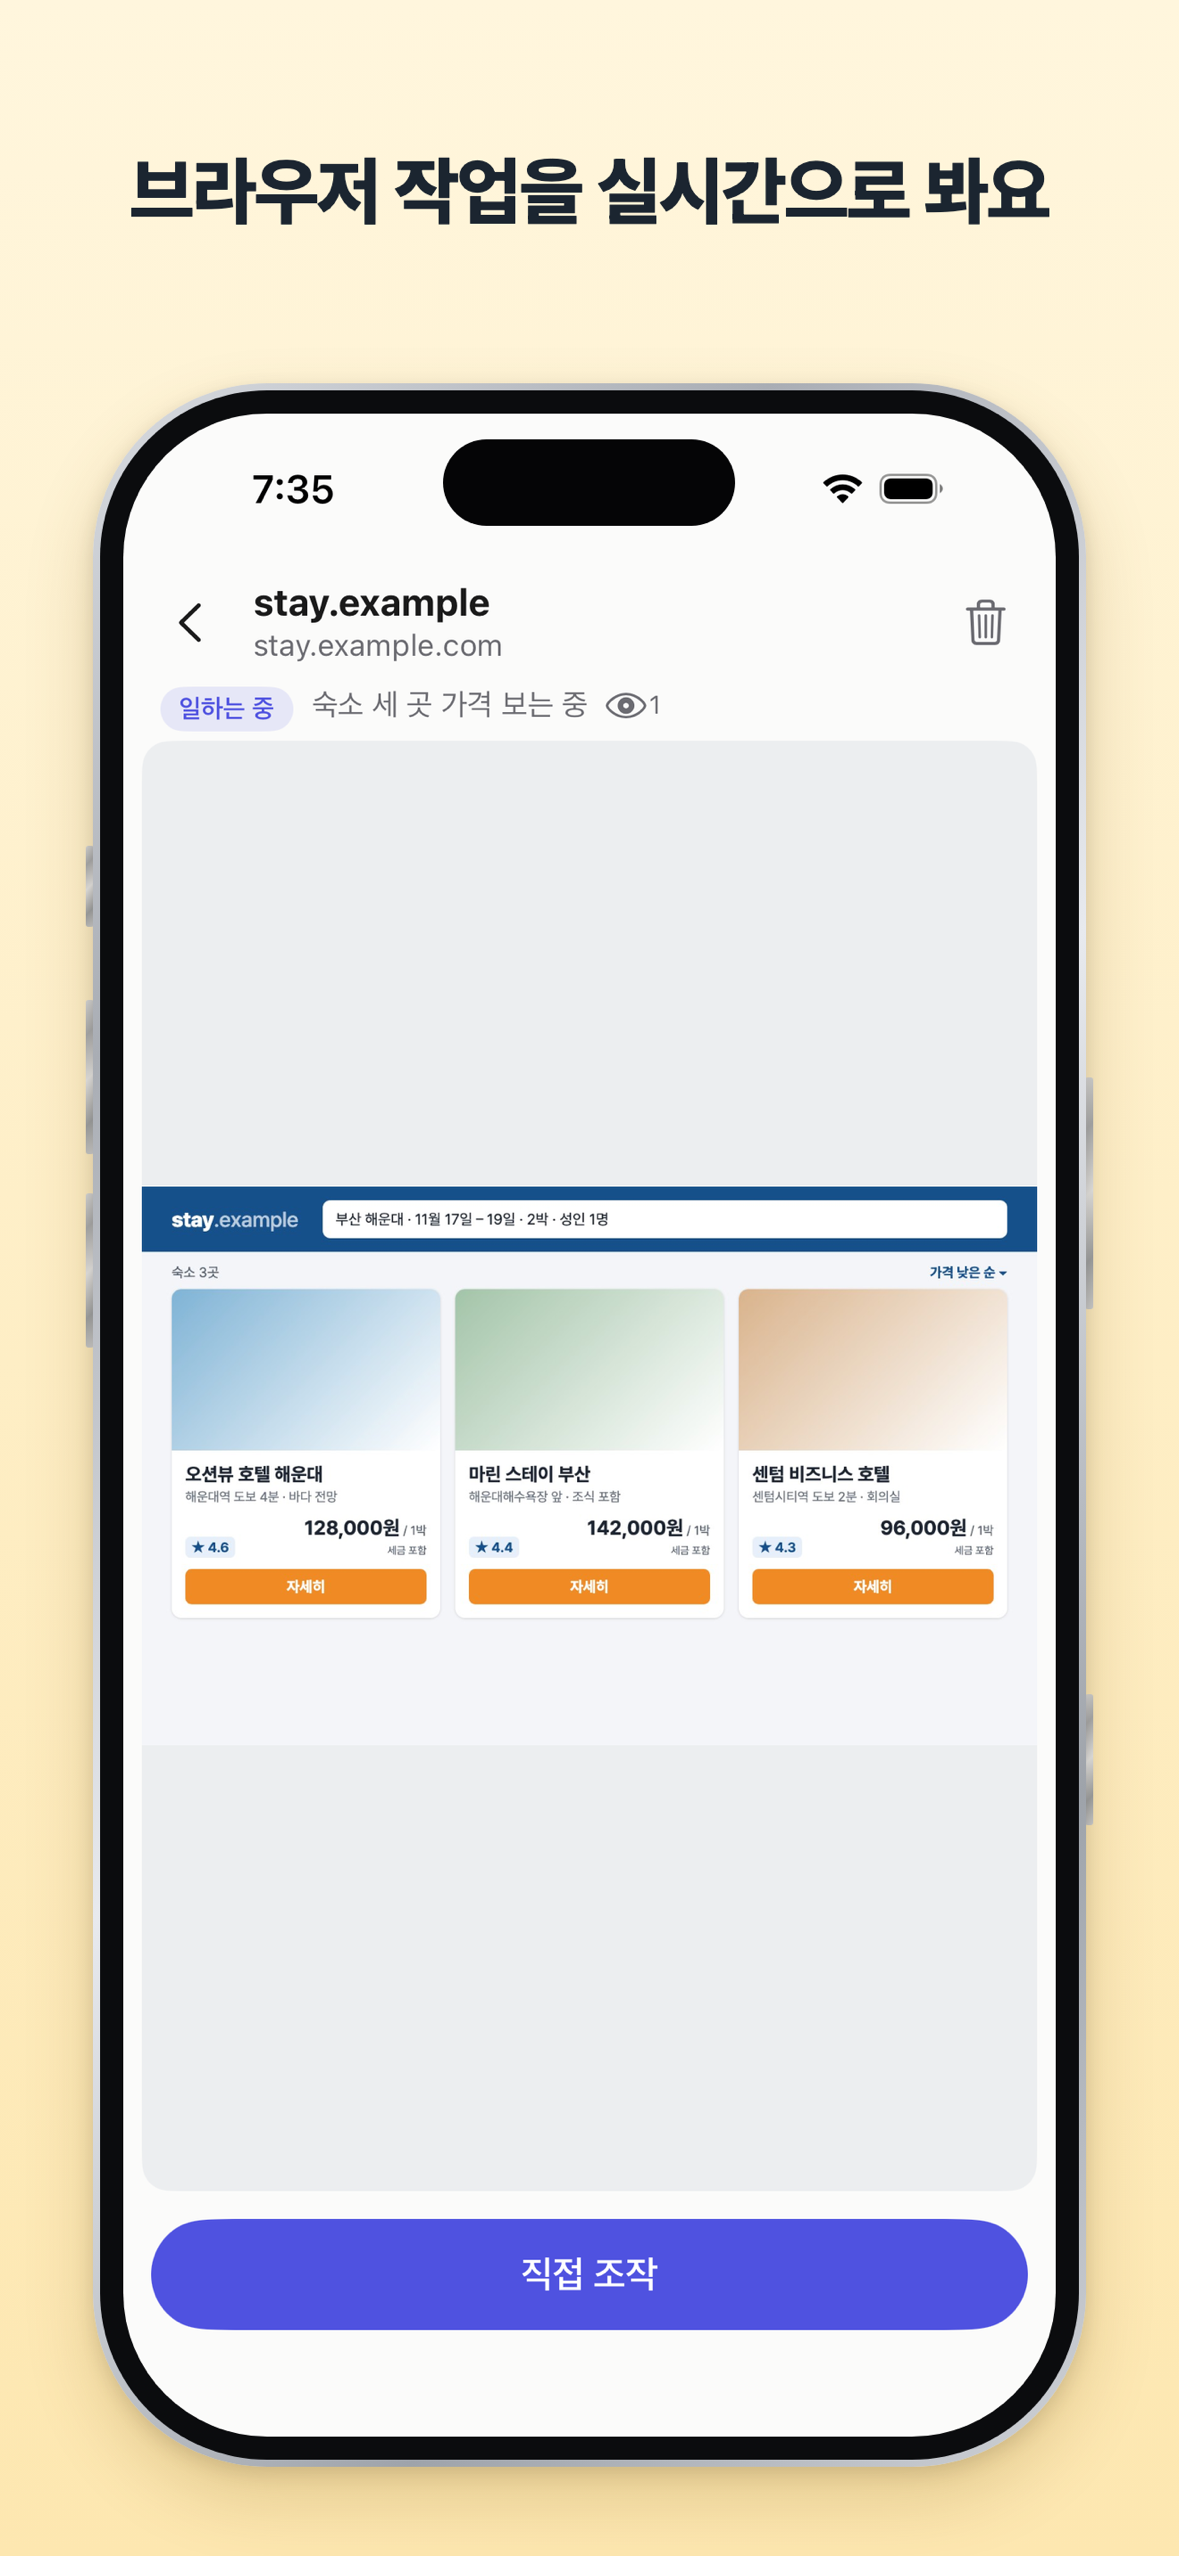 브라우저 작업을 실시간으로 봐요
7:35
stay.example
stay.example.com
일하는 중 숙소 세 곳 가격 보는 중 1
stay.example 부산 해운대 · 11월 17일 – 19일 · 2박 · 성인 1명
숙소 3곳 가격 낮은 순
오션뷰 호텔 해운대
해운대역 도보 4분 · 바다 전망
128,000원 / 1박
★ 4.6 세금 포함
자세히
마린 스테이 부산
해운대해수욕장 앞 · 조식 포함
142,000원 / 1박
★ 4.4 세금 포함
자세히
센텀 비즈니스 호텔
센텀시티역 도보 2분 · 회의실
96,000원 / 1박
★ 4.3 세금 포함
자세히
직접 조작